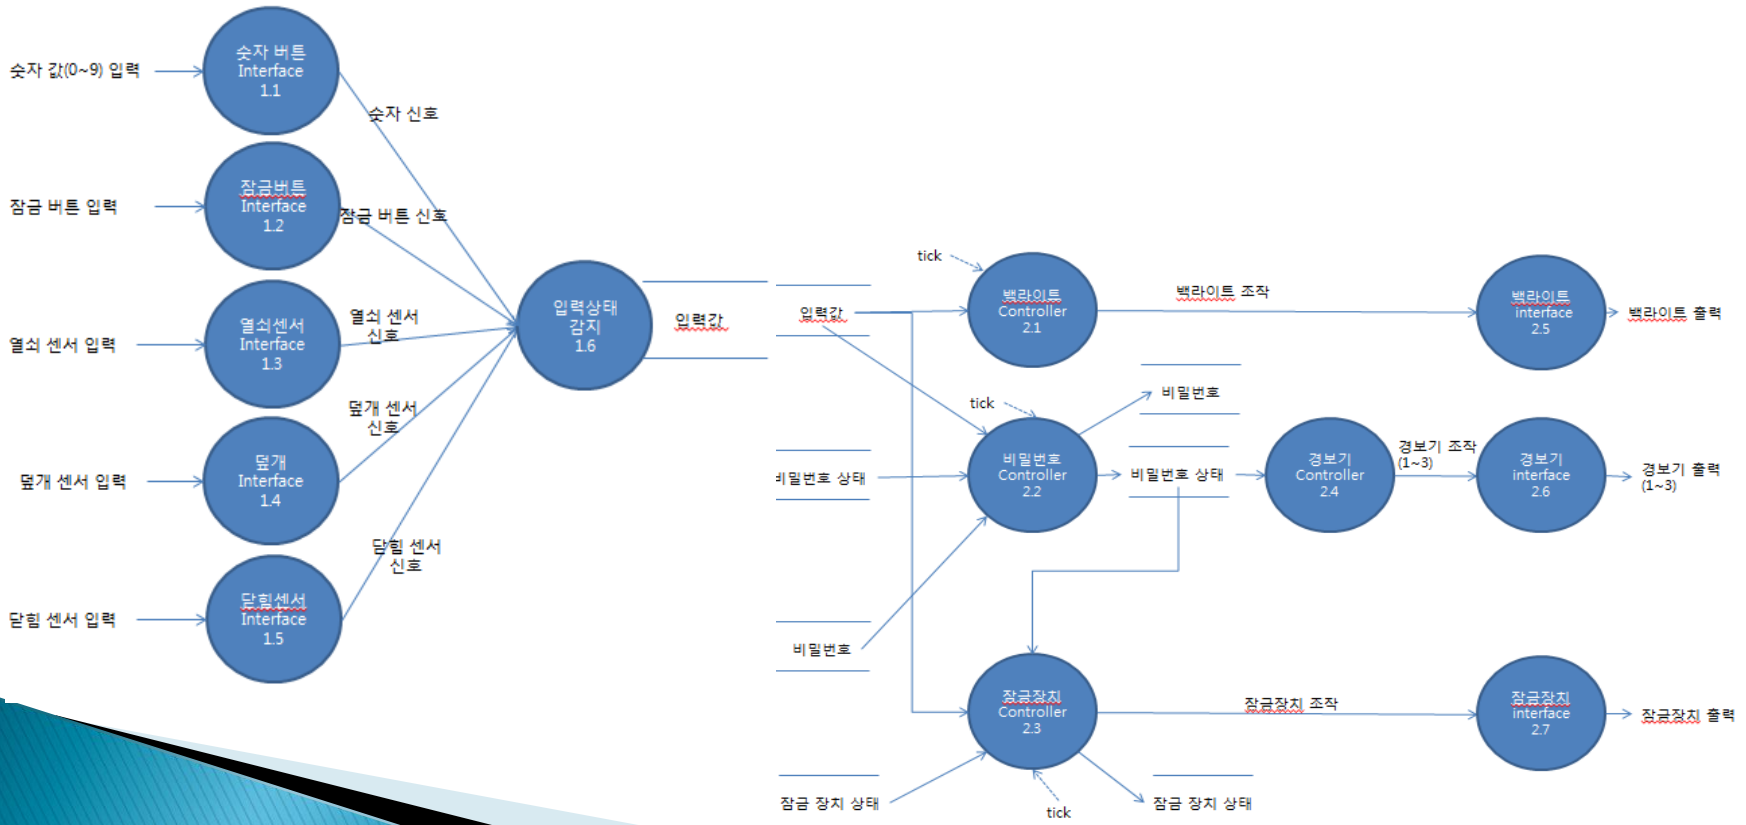 숫자 값(0~9) 입력
숫자 버튼
Interface
1.1
숫자 신호
잠금 버튼 입력
잠금버튼
Interface
1.2
잠금 버튼 신호
열쇠 센서 입력
열쇠센서
Interface
1.3
열쇠 센서
신호
덮개 센서 입력
덮개
Interface
1.4
덮개 센서
신호
닫힘 센서 입력
닫힘센서
Interface
1.5
닫힘 센서
신호
입력상태
감지
1.6
입력값
입력값
tick
백라이트
Controller
2.1
백라이트 조작
백라이트
interface
2.5
백라이트 출력
비밀번호
tick
비밀번호 상태
비밀번호
Controller
2.2
비밀번호 상태
경보기
Controller
2.4
경보기 조작
(1~3)
경보기
interface
2.6
경보기 출력
(1~3)
비밀번호
잠금장치
Controller
2.3
잠금장치 조작
잠금장치
interface
2.7
잠금장치 출력
잠금 장치 상태
tick
잠금 장치 상태